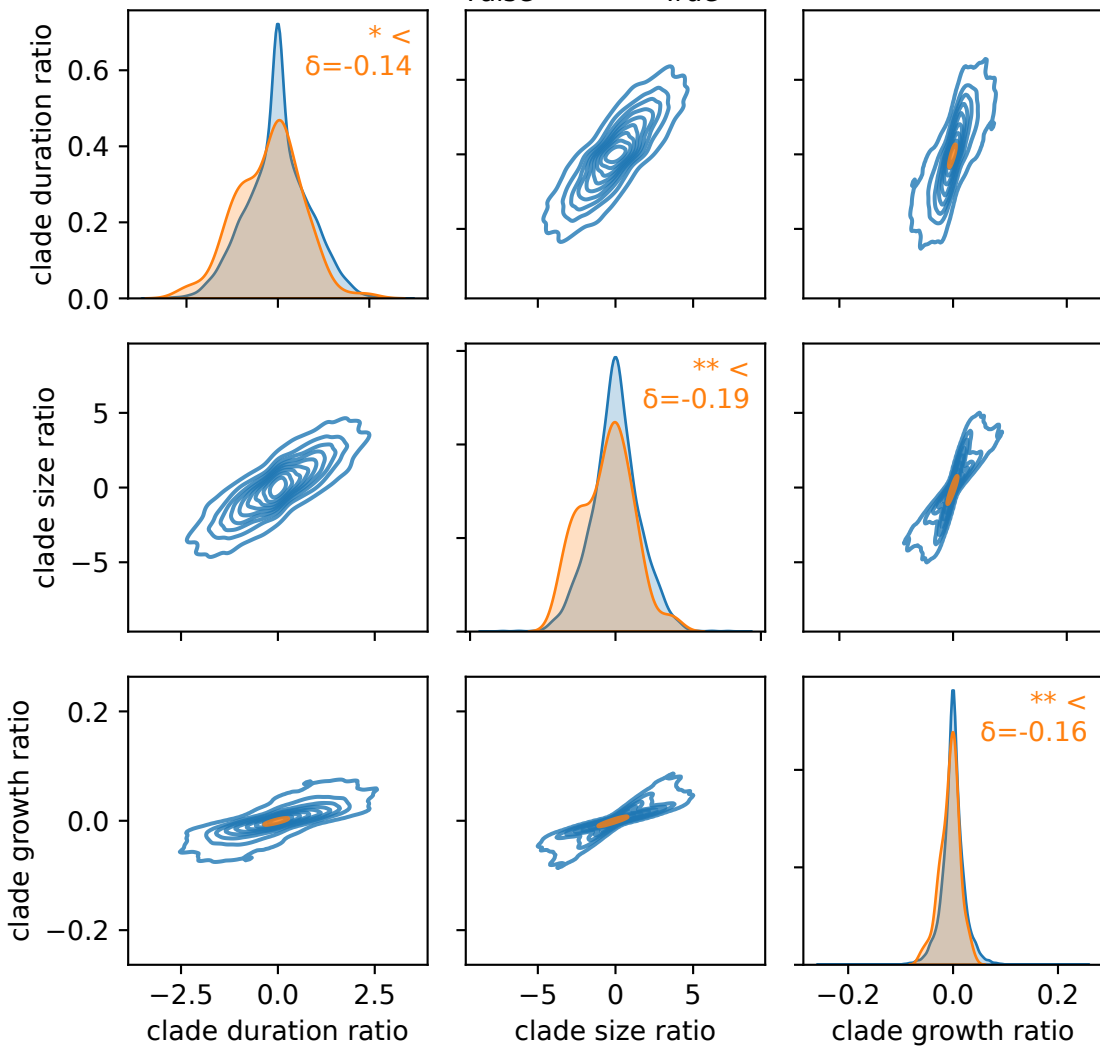 clade duration ratio
0.6
0.4
0.2
0.0
* <
δ=-0.14
clade size ratio
5
0
−5
** <
δ=-0.19
clade growth ratio
0.2
0.0
−0.2
** <
δ=-0.16
−2.5 0.0 2.5
−5 0 5
−0.2 0.0 0.2
clade duration ratio
clade size ratio
clade growth ratio